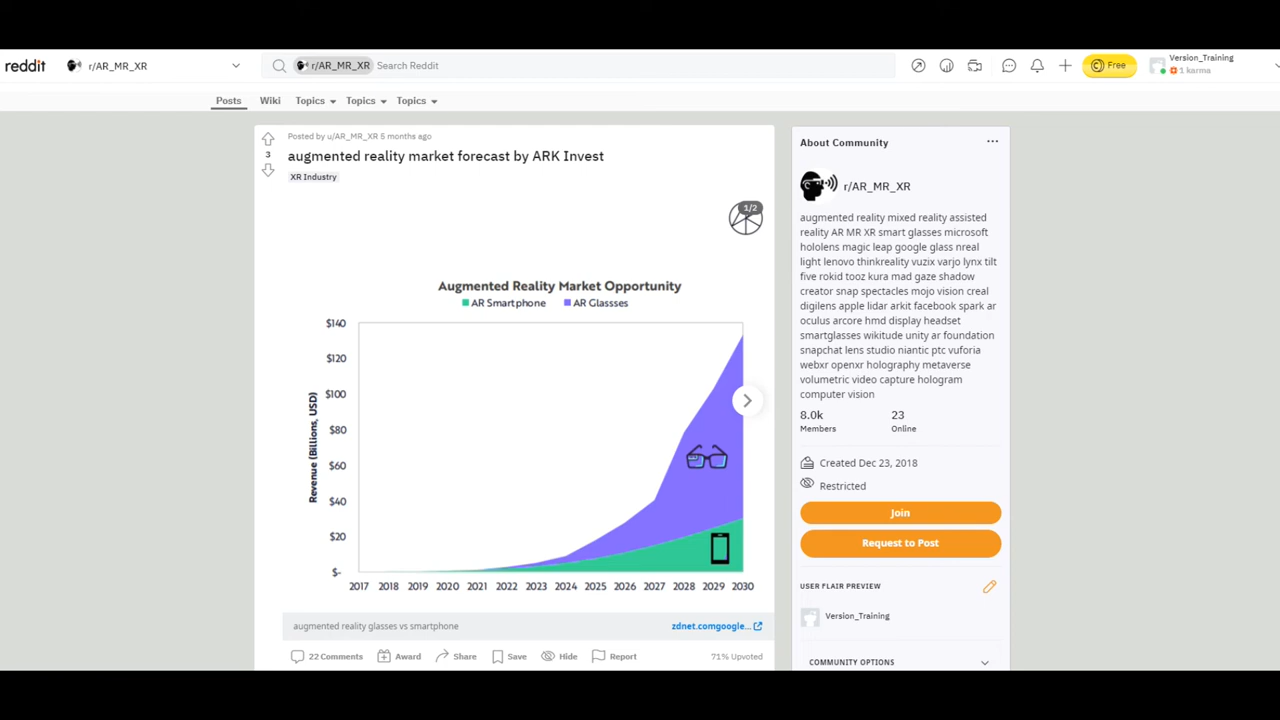 reddit
r/AR_MR_XR
r/AR_MR_XR Search Reddit
Free
Version_Training
1 karma
Posts Wiki Topics Topics Topics
Posted by u/AR_MR_XR 5 months ago
3
augmented reality market forecast by ARK Invest
XR Industry
1/2
Augmented Reality Market Opportunity
AR Smartphone AR Glassses
Revenue (Billions, USD)
$140
$120
$100
$80
$60
$40
$20
$-
2017 2018 2019 2020 2021 2022 2023 2024 2025 2026 2027 2028 2029 2030
augmented reality glasses vs smartphone
zdnet.comgoogle...
22 Comments Award Share Save Hide Report 71% Upvoted
About Community
r/AR_MR_XR
augmented reality mixed reality assisted
reality AR MR XR smart glasses microsoft
hololens magic leap google glass nreal
light lenovo thinkreality vuzix varjo lynx tilt
five rokid tooz kura mad gaze shadow
creator snap spectacles mojo vision creal
digilens apple lidar arkit facebook spark ar
oculus arcore hmd display headset
smartglasses wikitude unity ar foundation
snapchat lens studio niantic ptc vuforia
webxr openxr holography metaverse
volumetric video capture hologram
computer vision
8.0k 23
Members Online
Created Dec 23, 2018
Restricted
Join
Request to Post
USER FLAIR PREVIEW
Version_Training
COMMUNITY OPTIONS